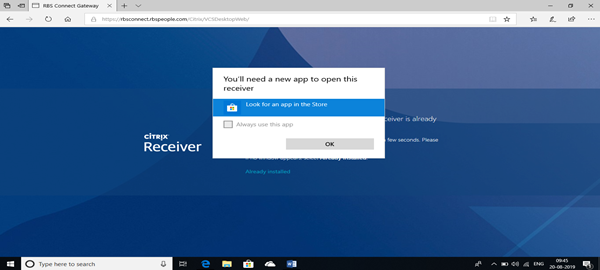 RBS Connect Gateway
https://rbsconnect.rbspeople.com/Citrix/VCSDesktopWeb/
You'll need a new app to open this
receiver
Look for an app in the Store
Always use this app
OK
ceiver is already
few seconds. Please
Already installed
CITRIX
Receiver
Already installed
Type here to search
ENG
09:45
20-08-2019